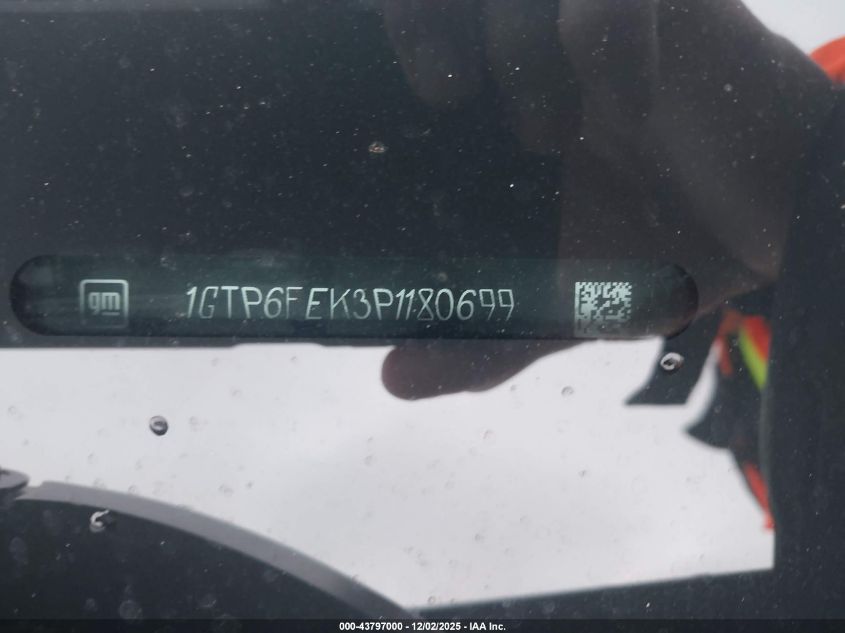 gm 1GTP6FEK3P1180699
000-43797000 - 12/02/2025 - IAA Inc.